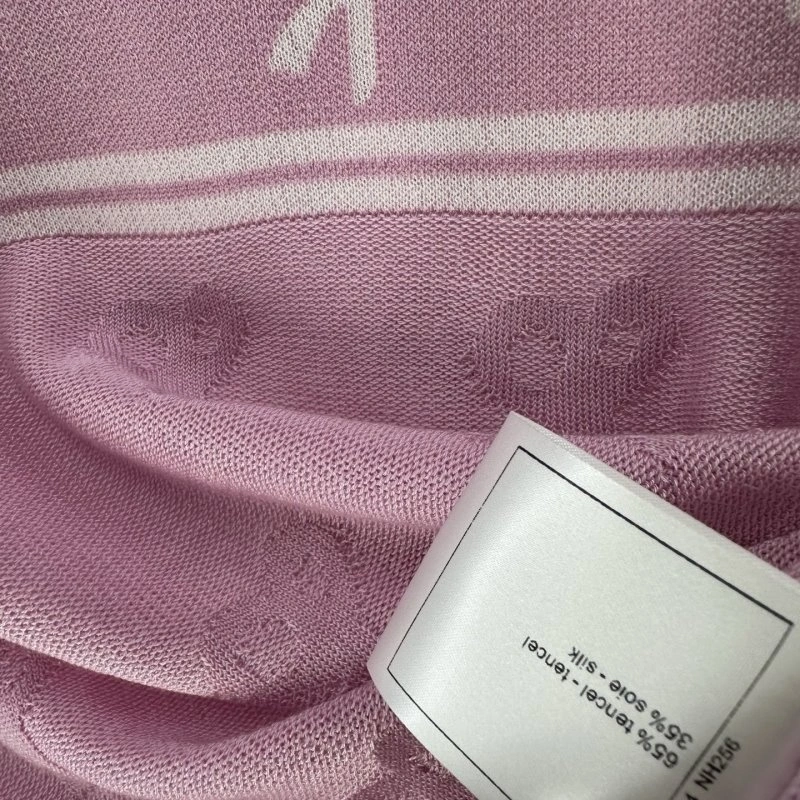 65% tencel - tencel
35% soie - silk
NH256